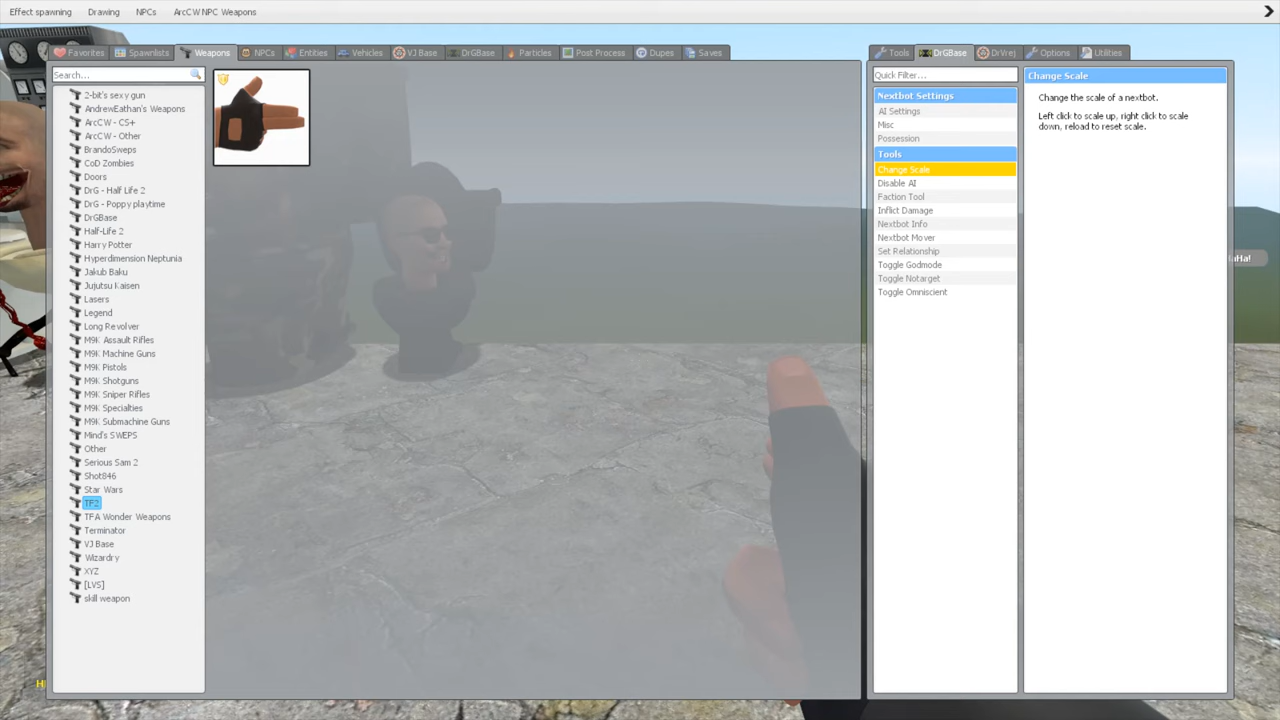 Effect spawning Drawing NPCs ArcCW NPC Weapons
Favorites Spawnlists Weapons NPCs Entities Vehicles VJ Base DrGBase Particles Post Process Dupes Saves
Search...
2-bit's sexy gun
AndrewEathan's Weapons
ArcCW - CS+
ArcCW - Other
BrandoSweps
CoD Zombies
Doors
DrG - Half Life 2
DrG - Poppy playtime
DrGBase
Half-Life 2
Harry Potter
Hyperdimension Neptunia
Jakub Baku
Jujutsu Kaisen
Lasers
Legend
Long Revolver
M9K Assault Rifles
M9K Machine Guns
M9K Pistols
M9K Shotguns
M9K Sniper Rifles
M9K Specialties
M9K Submachine Guns
Mind's SWEPS
Other
Serious Sam 2
Shot846
Star Wars
TF2
TFA Wonder Weapons
Terminator
VJ Base
Wizardry
XYZ
[LVS]
skill weapon
Tools DrGBase DrVrej Options Utilities
Quick Filter...
Nextbot Settings
AI Settings
Misc
Possession
Tools
Change Scale
Disable AI
Faction Tool
Inflict Damage
Nextbot Info
Nextbot Mover
Set Relationship
Toggle Godmode
Toggle Notarget
Toggle Omniscient
Change Scale
Change the scale of a nextbot.
Left click to scale up, right click to scale
down, reload to reset scale.
aHa!